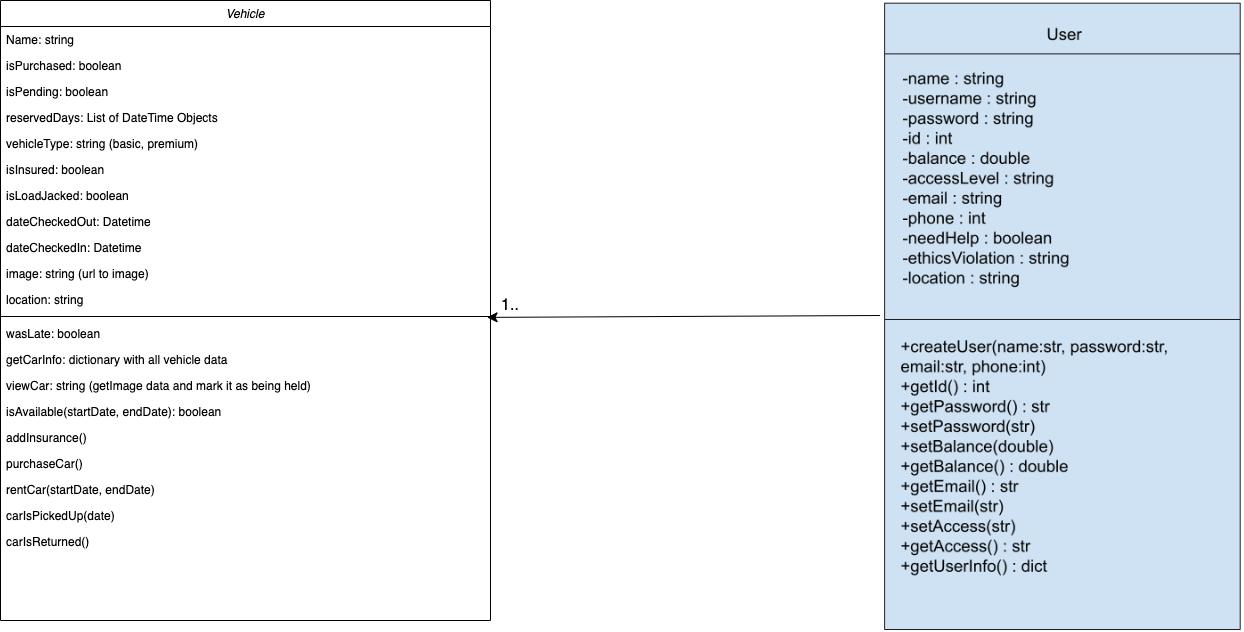 Vehicle
Name: string
isPurchased: boolean
isPending: boolean
reservedDays: List of DateTime Objects
vehicleType: string (basic, premium)
isInsured: boolean
isLoadJacked: boolean
dateCheckedOut: Datetime
dateCheckedIn: Datetime
image: string (url to image)
location: string
wasLate: boolean
getCarInfo: dictionary with all vehicle data
viewCar: string (getImage data and mark it as being held)
isAvailable(startDate, endDate): boolean
addInsurance()
purchaseCar()
rentCar(startDate, endDate)
carIsPickedUp(date)
carIsReturned()
1..
User
-name : string
-username : string
-password : string
-id : int
-balance : double
-accessLevel : string
-email : string
-phone : int
-needHelp : boolean
-ethicsViolation : string
-location : string
+createUser(name:str, password:str,
email:str, phone:int)
+getId() : int
+getPassword() : str
+setPassword(str)
+setBalance(double)
+getBalance() : double
+getEmail() : str
+setEmail(str)
+setAccess(str)
+getAccess() : str
+getUserInfo() : dict